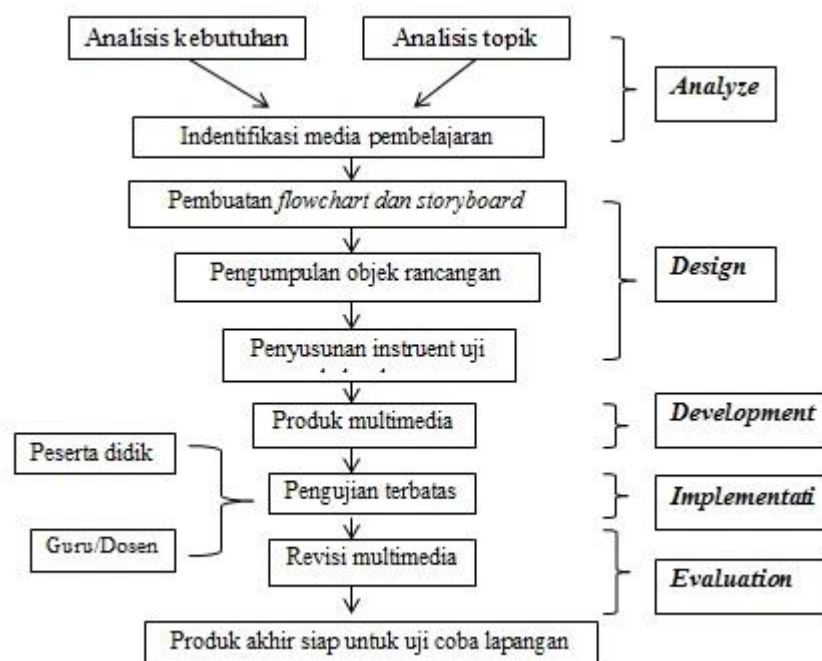 Analisis kebutuhan
Analisis topik
Analyze
Indentifikasi media pembelajaran
Pembuatan flowchart dan storyboard
Pengumpulan objek rancangan
Design
Penyusunan instruent uji
Produk multimedia
Development
Peserta didik
Pengujian terbatas
Implementati
Guru/Dosen
Revisi multimedia
Evaluation
Produk akhir siap untuk uji coba lapangan